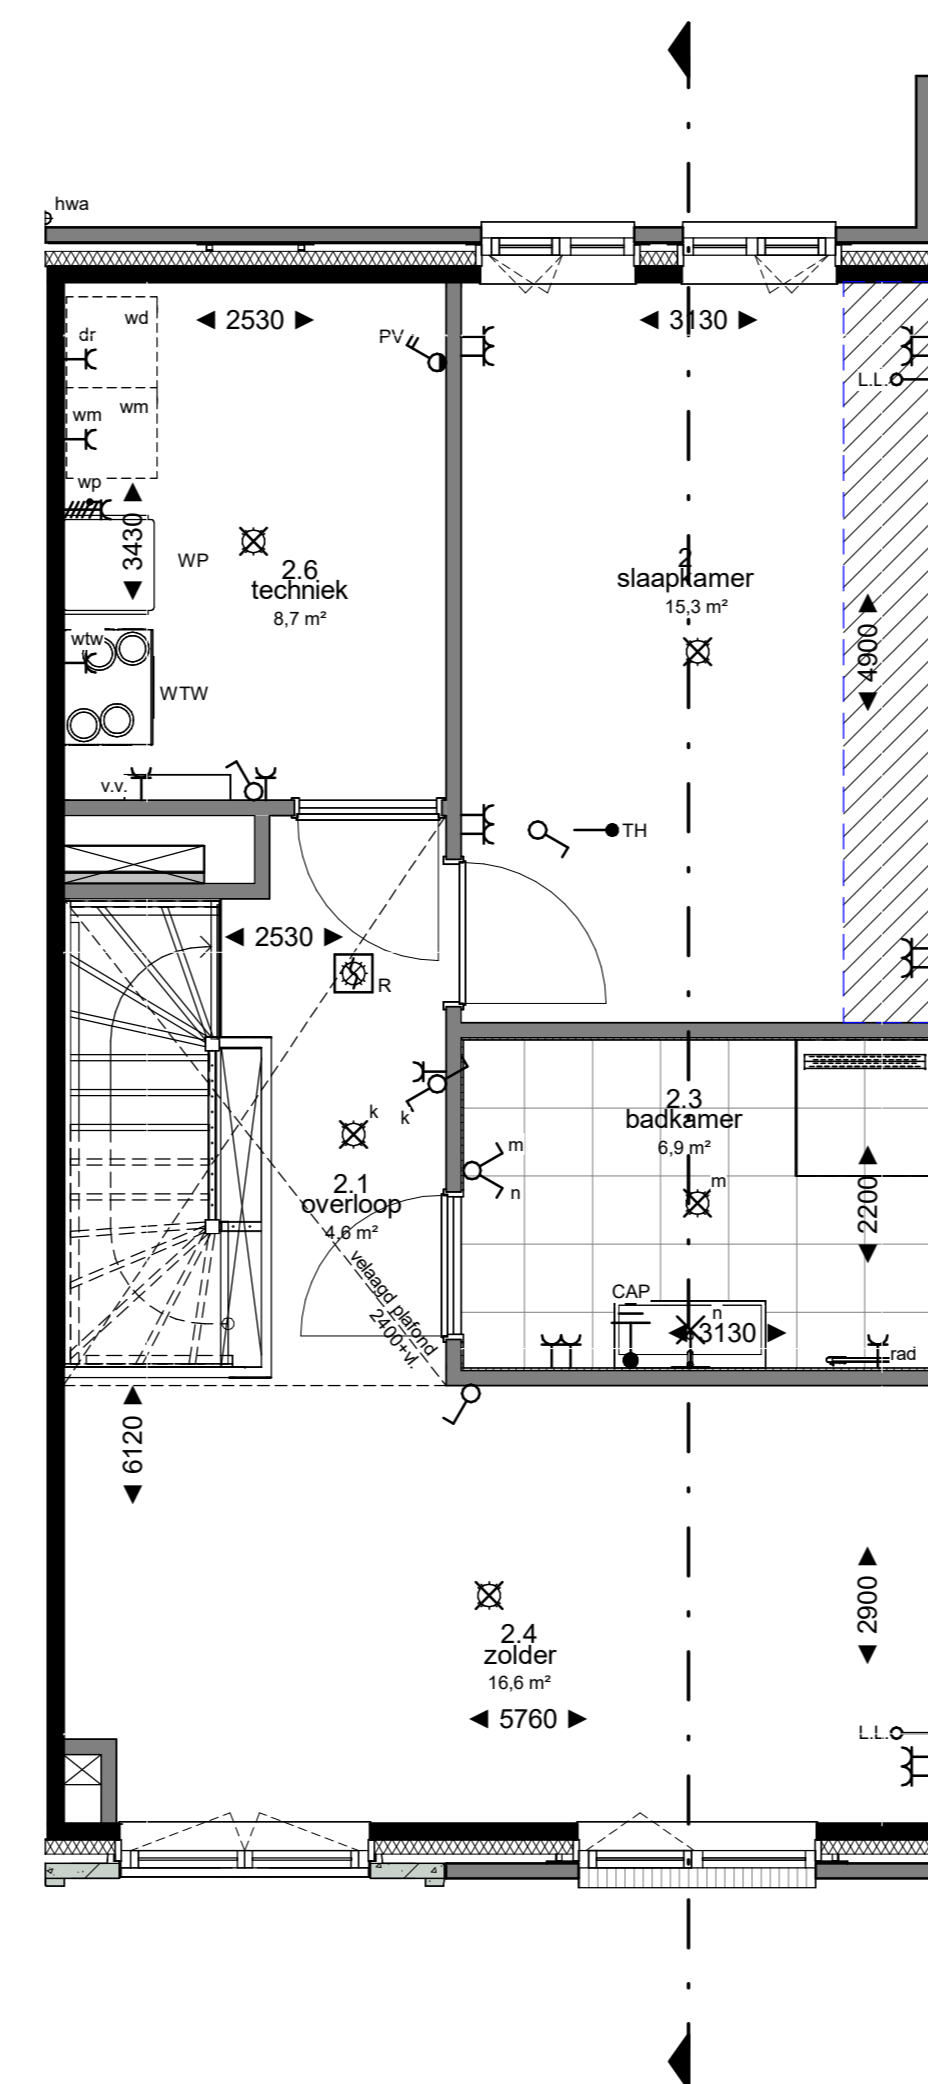 hwa
2530
3130
wd
dr
PV
L.L.
wm
wm
wp
3430
WP
2.6
techniek
8,7 m²
2
slaapkamer
15,3 m²
4900
wtw
WTW
v.v.
TH
2530
R
k
k
2.3
badkamer
6,9 m²
m
n
m
2200
2.1
overloop
4,6 m²
velaagd plafond
2400+vl.
CAP
n
3130
rad
6120
2900
2.4
zolder
16,6 m²
5760
L.L.